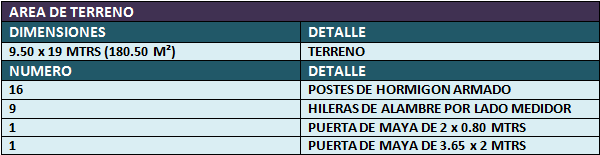 AREA DE TERRENO
DIMENSIONES DETALLE
9.50 x 19 MTRS (180.50 M²) TERRENO
NUMERO DETALLE
16 POSTES DE HORMIGON ARMADO
9 HILERAS DE ALAMBRE POR LADO MEDIDOR
1 PUERTA DE MAYA DE 2 x 0.80 MTRS
1 PUERTA DE MAYA DE 3.65 x 2 MTRS